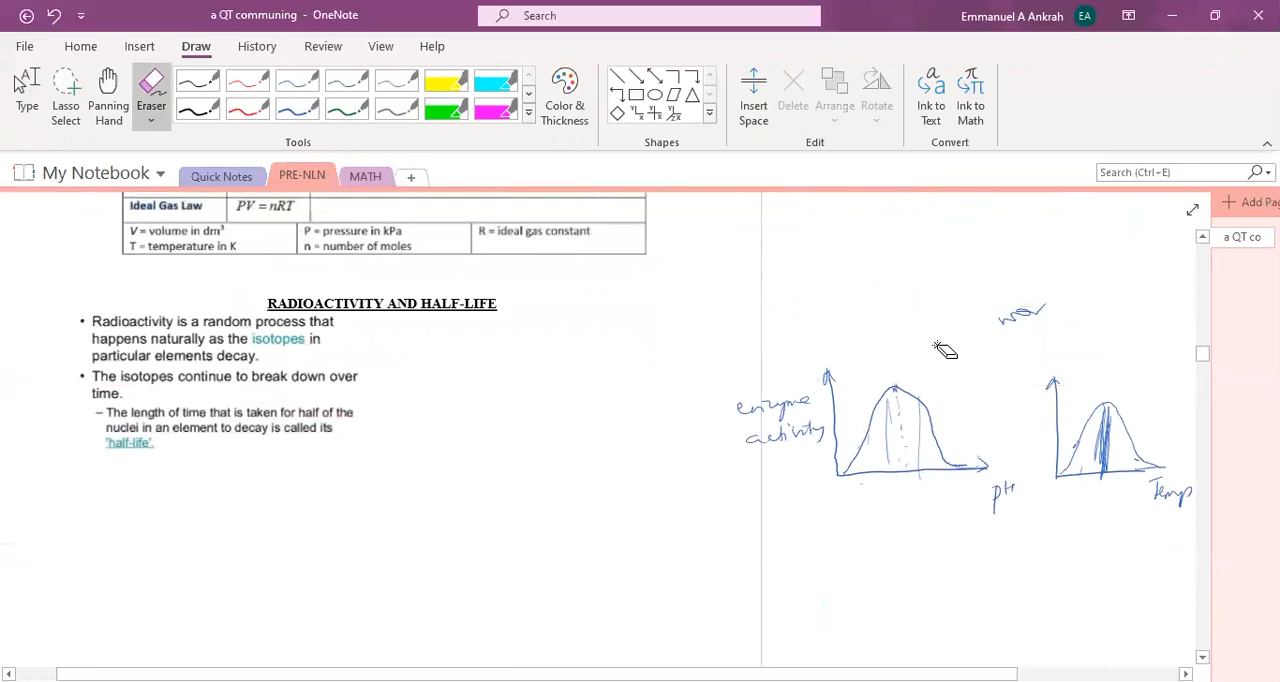 a QT communing - OneNote
Search
Emmanuel A Ankrah
EA
File Home Insert Draw History Review View Help
Type
Lasso Select
Panning Hand
Eraser
Color & Thickness
Insert Space
Delete
Arrange
Rotate
Ink to Text
Ink to Math
Tools
Shapes
Edit
Convert
My Notebook
Quick Notes
PRE-NLN
MATH
Search (Ctrl+E)
Add Pag
a QT co
Ideal Gas Law PV = nRT
V = volume in dm³ P = pressure in kPa R = ideal gas constant
T = temperature in K n = number of moles
RADIOACTIVITY AND HALF-LIFE
• Radioactivity is a random process that
happens naturally as the isotopes in
particular elements decay.
• The isotopes continue to break down over
time.
– The length of time that is taken for half of the
nuclei in an element to decay is called its
'half-life'.
enzyme
activity
pH
Temp